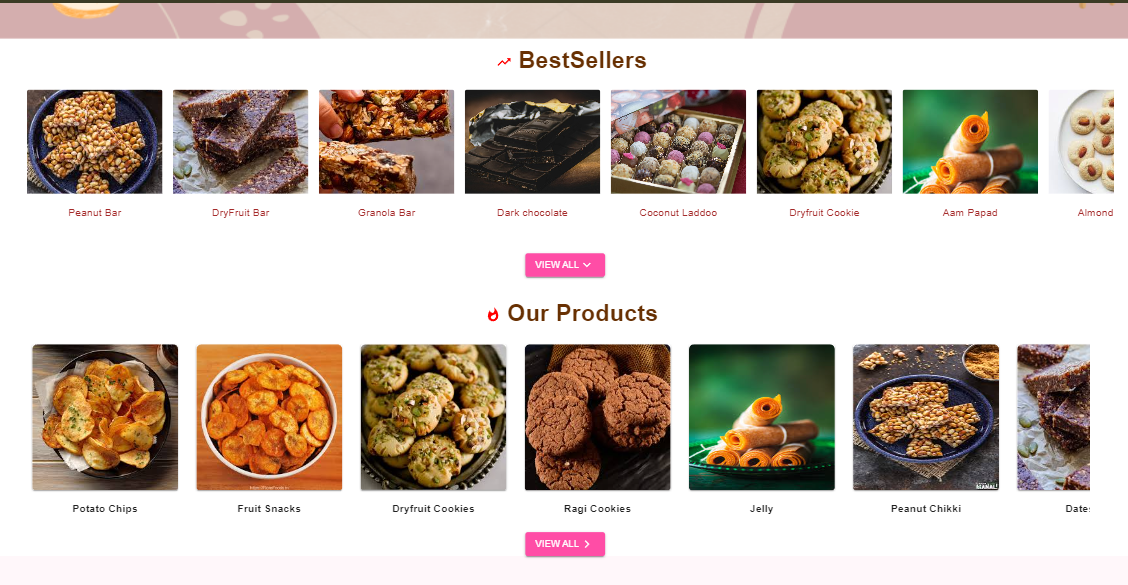 BestSellers
Peanut Bar
DryFruit Bar
Granola Bar
Dark chocolate
Coconut Laddoo
Dryfruit Cookie
Aam Papad
Almond
VIEW ALL
Our Products
Potato Chips
Fruit Snacks
Dryfruit Cookies
Ragi Cookies
Jelly
Peanut Chikki
Dates
VIEW ALL